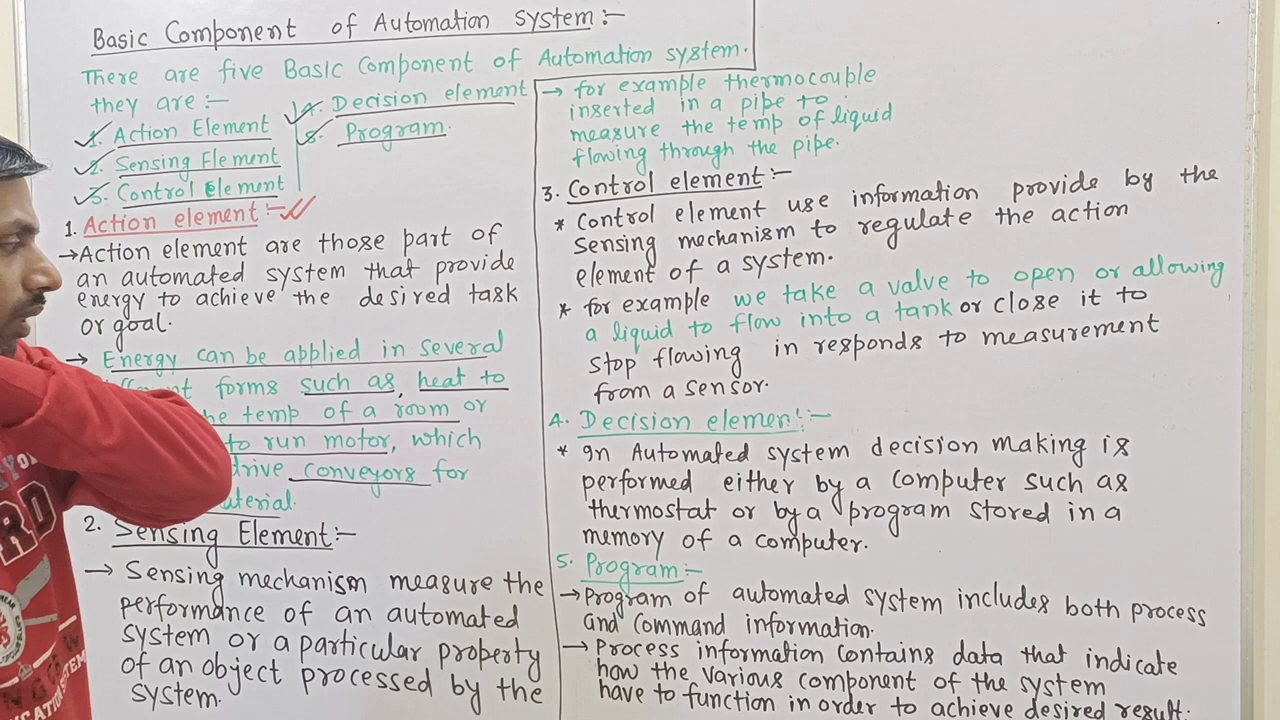 Basic Component of Automation System:-
There are five Basic Component of Automation system.
they are :-
1. Action Element
2. Sensing Element
3. Control Element
4. Decision element
5. Program.
1. Action element :-
→ Action element are those part of
an automated system that provide
energy to achieve the desired task
or goal.
→ Energy can be applied in several
forms such as, heat to
temp of a room or
to run motor, which
drive conveyors for
2. Sensing Element:-
→ Sensing mechanism measure the
performance of an automated
system or a particular property
of an object processed by the
system.
→ for example thermocouple
inserted in a pipe to
measure the temp of liquid
flowing through the pipe.
3. Control element :-
* Control element use information provide by the
Sensing mechanism to regulate the action
element of a system.
* for example we take a valve to open or allowing
a liquid to flow into a tank or close it to
stop flowing in responds to measurement
from a sensor.
4. Decision element :-
* In Automated system decision making is
performed either by a computer such as
thermostat or by a program stored in a
memory of a computer.
5. Program :-
→ Program of automated system includes both process
and command information.
→ Process information contains data that indicate
how the various component of the system
have to function in order to achieve desired result.